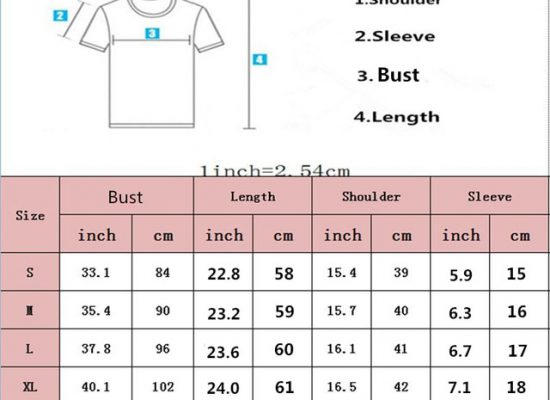 1.Shoulder
2
2.Sleeve
3
3. Bust
4
4.Length
1inch=2.54cm
Size Bust Length Shoulder Sleeve
inch cm inch cm inch cm inch cm
S 33.1 84 22.8 58 15.4 39 5.9 15
M 35.4 90 23.2 59 15.7 40 6.3 16
L 37.8 96 23.6 60 16.1 41 6.7 17
XL 40.1 102 24.0 61 16.5 42 7.1 18